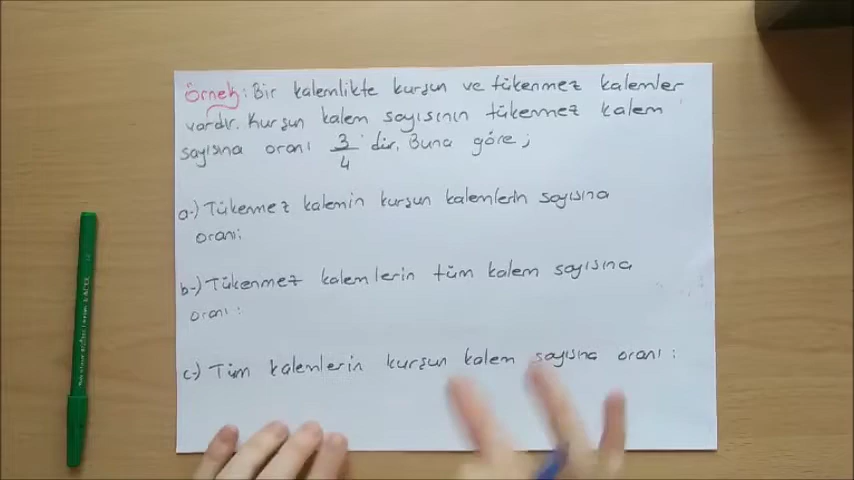 Örnek: Bir kalemlikte kurşun ve tükenmez kalemler
vardır. Kurşun kalem sayısının tükenmez kalem
sayısına oranı 3/4 'dür. Buna göre;
a-) Tükenmez kalemin kurşun kalemlerin sayısına
oranı:
b-) Tükenmez kalemlerin tüm kalem sayısına
oranı:
c-) Tüm kalemlerin kurşun kalem sayısına oranı: